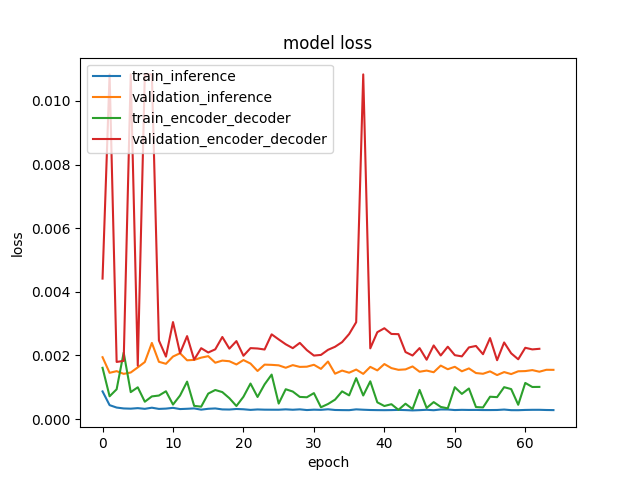 model loss
train_inference
validation_inference
train_encoder_decoder
validation_encoder_decoder
0.010
0.008
0.006
0.004
0.002
0.000
loss
0 10 20 30 40 50 60
epoch